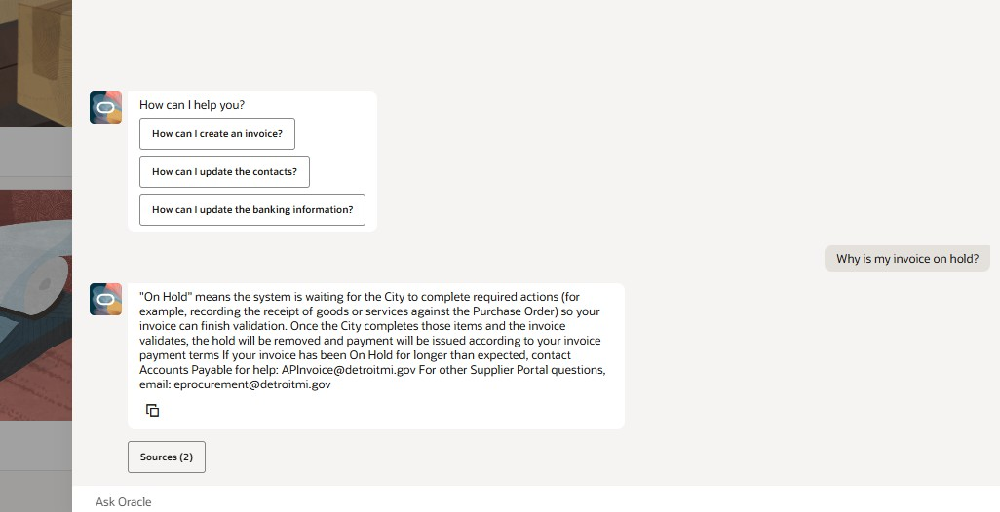 How can I help you?
How can I create an invoice?
How can I update the contacts?
How can I update the banking information?
Why is my invoice on hold?
"On Hold" means the system is waiting for the City to complete required actions (for
example, recording the receipt of goods or services against the Purchase Order) so your
invoice can finish validation. Once the City completes those items and the invoice
validates, the hold will be removed and payment will be issued according to your invoice
payment terms If your invoice has been On Hold for longer than expected, contact
Accounts Payable for help: APInvoice@detroitmi.gov For other Supplier Portal questions,
email: eprocurement@detroitmi.gov
Sources (2)
Ask Oracle